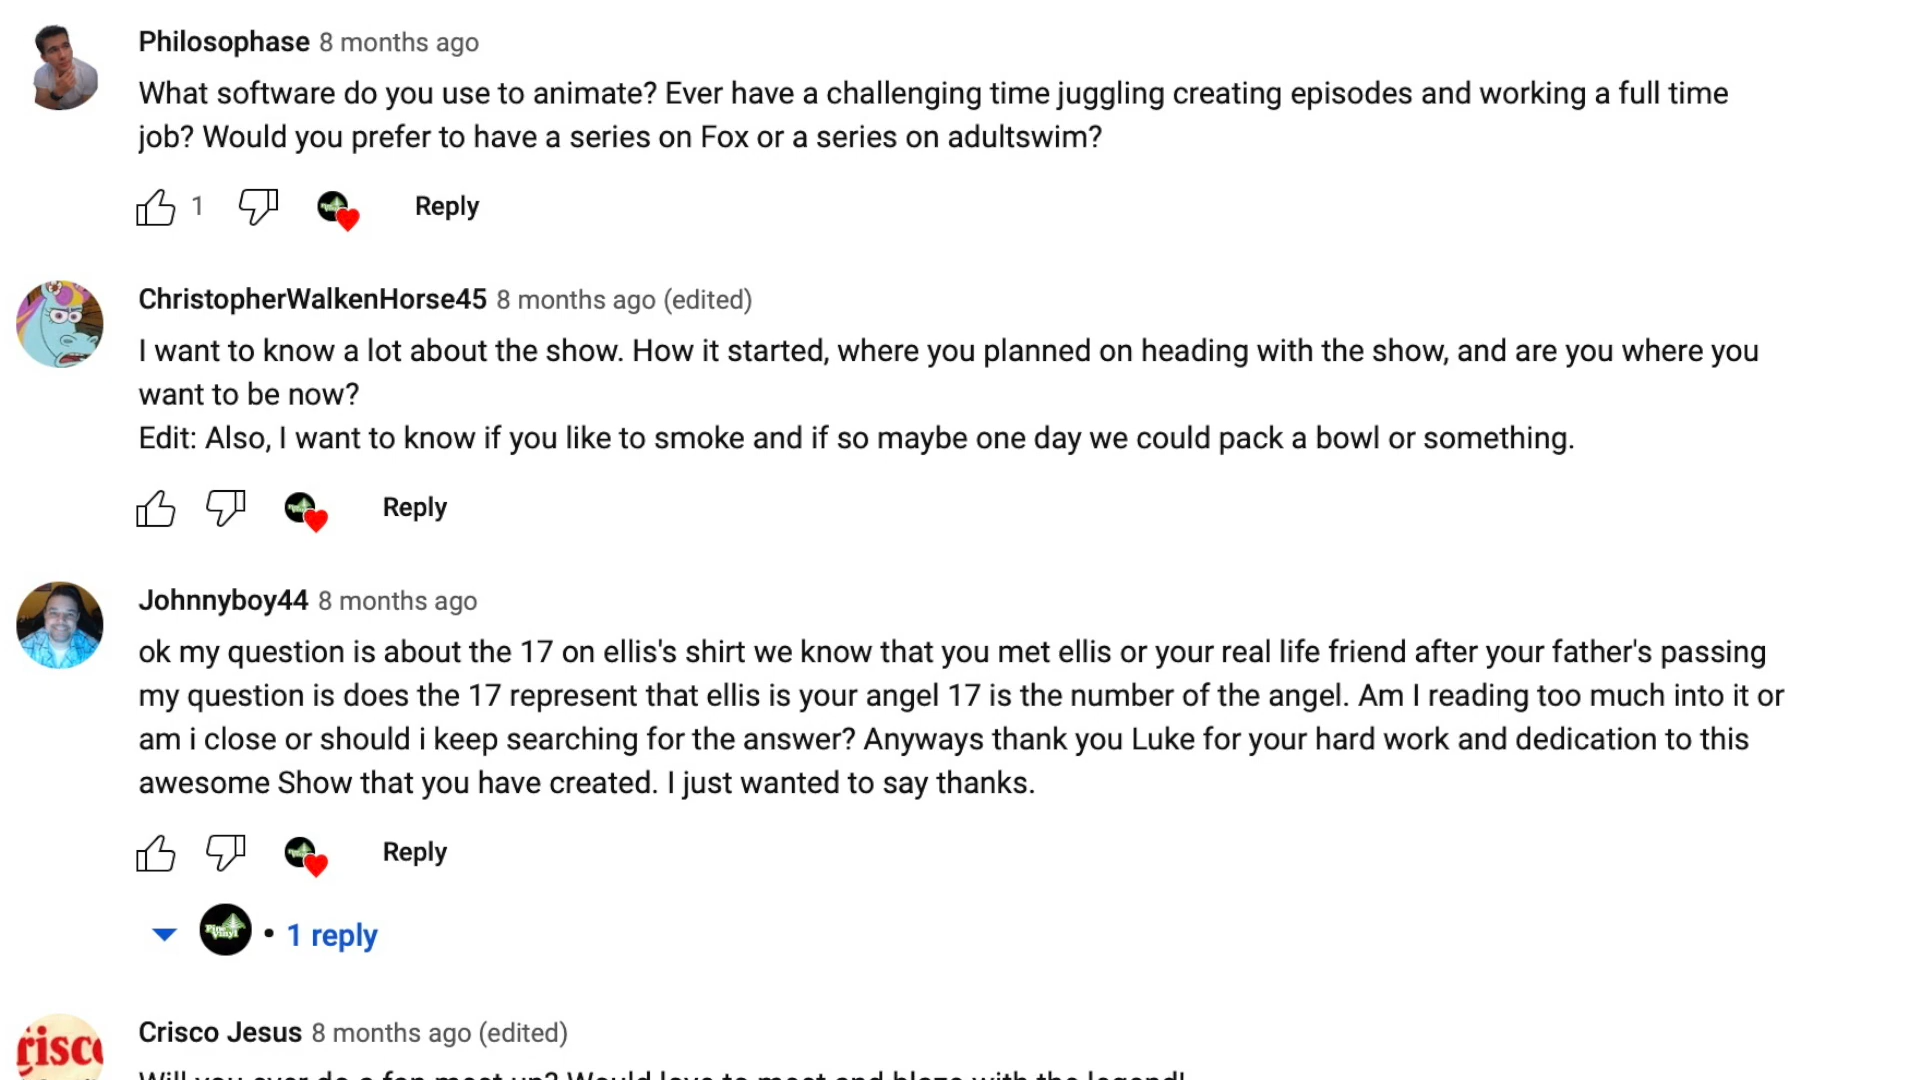 Philosophase 8 months ago
What software do you use to animate? Ever have a challenging time juggling creating episodes and working a full time
job? Would you prefer to have a series on Fox or a series on adultswim?
1 Reply
ChristopherWalkenHorse45 8 months ago (edited)
I want to know a lot about the show. How it started, where you planned on heading with the show, and are you where you
want to be now?
Edit: Also, I want to know if you like to smoke and if so maybe one day we could pack a bowl or something.
Reply
Johnnyboy44 8 months ago
ok my question is about the 17 on ellis's shirt we know that you met ellis or your real life friend after your father's passing
my question is does the 17 represent that ellis is your angel 17 is the number of the angel. Am I reading too much into it or
am i close or should i keep searching for the answer? Anyways thank you Luke for your hard work and dedication to this
awesome Show that you have created. I just wanted to say thanks.
Reply
Pine Vinyl • 1 reply
risc
Crisco Jesus 8 months ago (edited)
Will you ever do a fan meet up? Would love to meet and blaze with the legend!